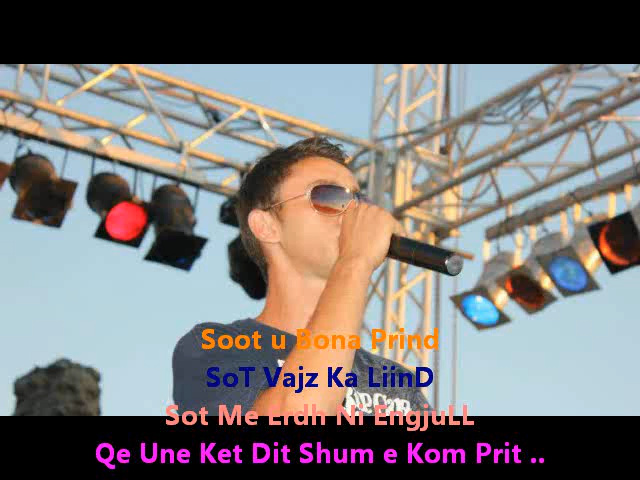 Soot u Bona Prind
SoT Vajz Ka LiinD
Sot Me Erdh Ni EngjuLL
Qe Une Ket Dit Shum e Kom Prit ..